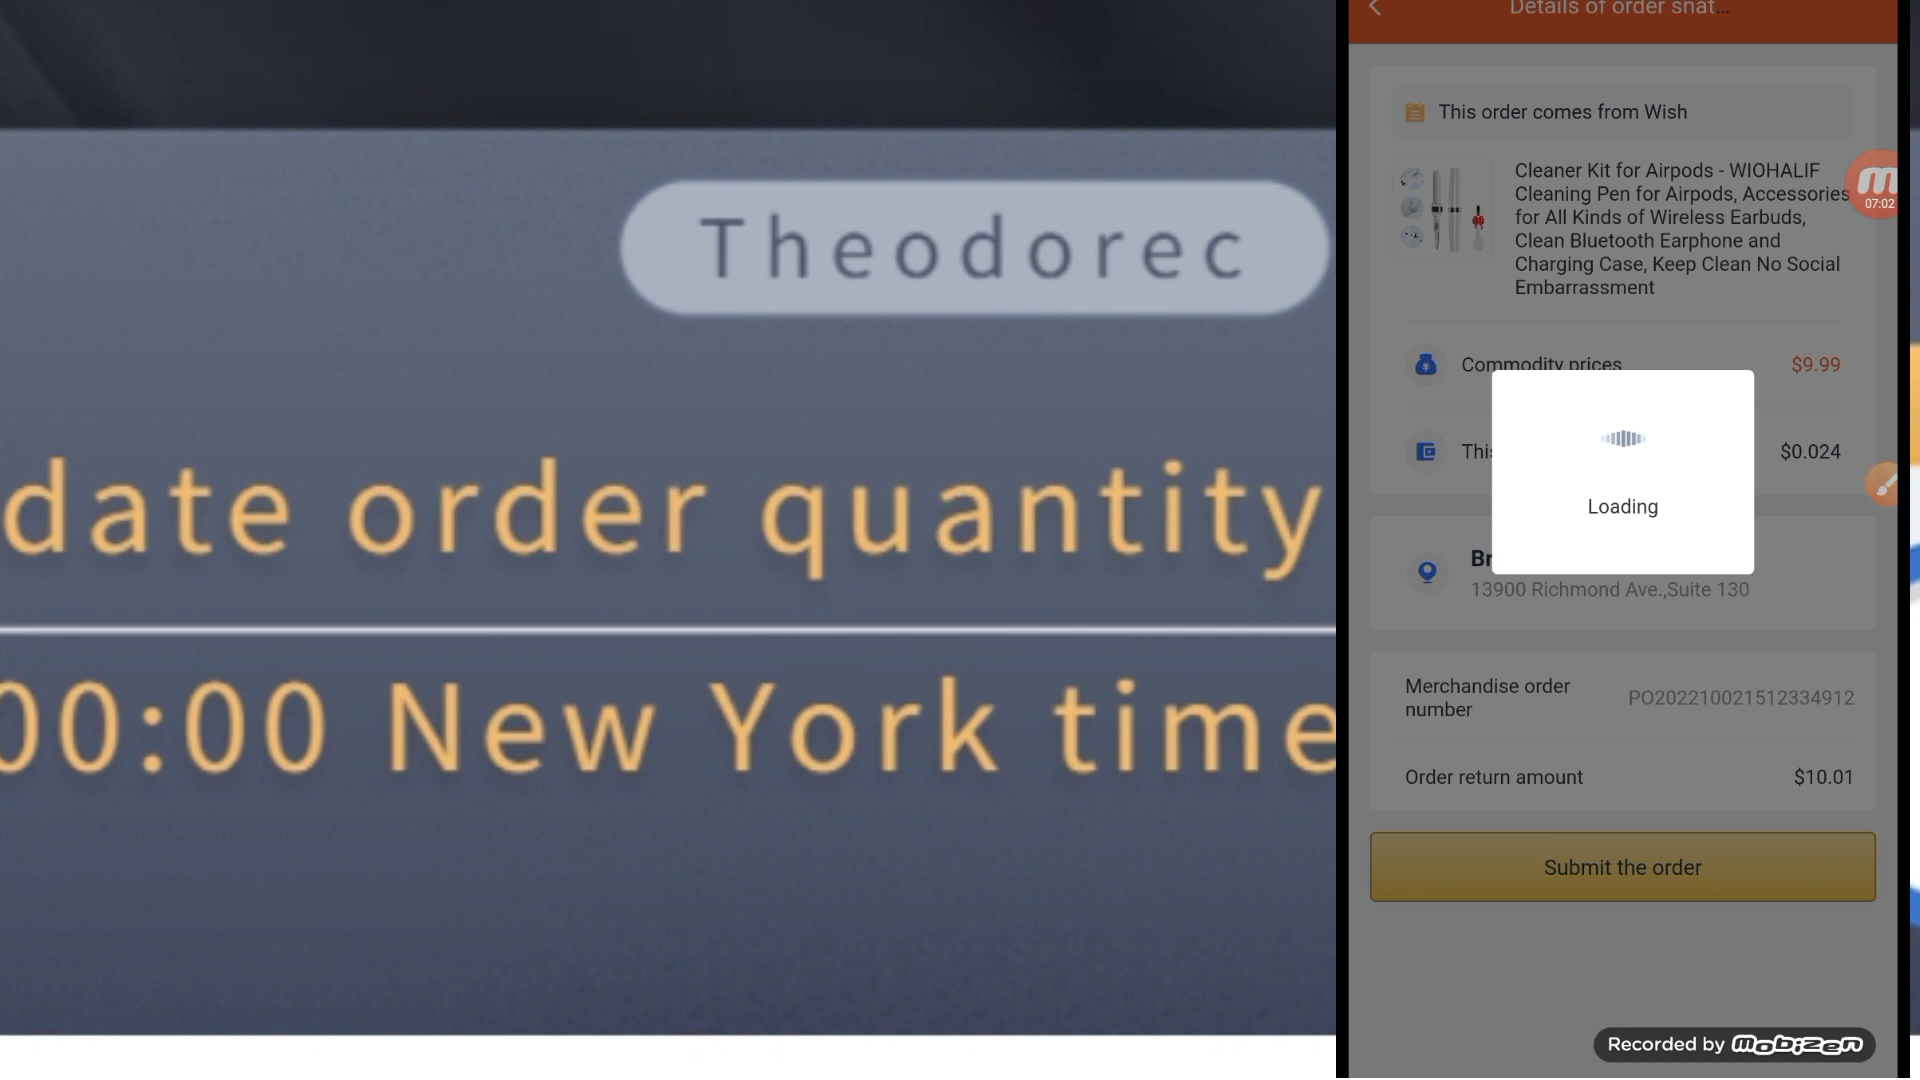 Theodorec
date order quantity
00:00 New York time
Details of order snat...
This order comes from Wish
Cleaner Kit for Airpods - WIOHALIF
Cleaning Pen for Airpods, Accessories
for All Kinds of Wireless Earbuds,
Clean Bluetooth Earphone and
Charging Case, Keep Clean No Social
Embarrassment
07:02
Commodity prices $9.99
$0.024
Loading
13900 Richmond Ave.,Suite 130
Merchandise order
number PO202210021512334912
Order return amount $10.01
Submit the order
Recorded by mobizen